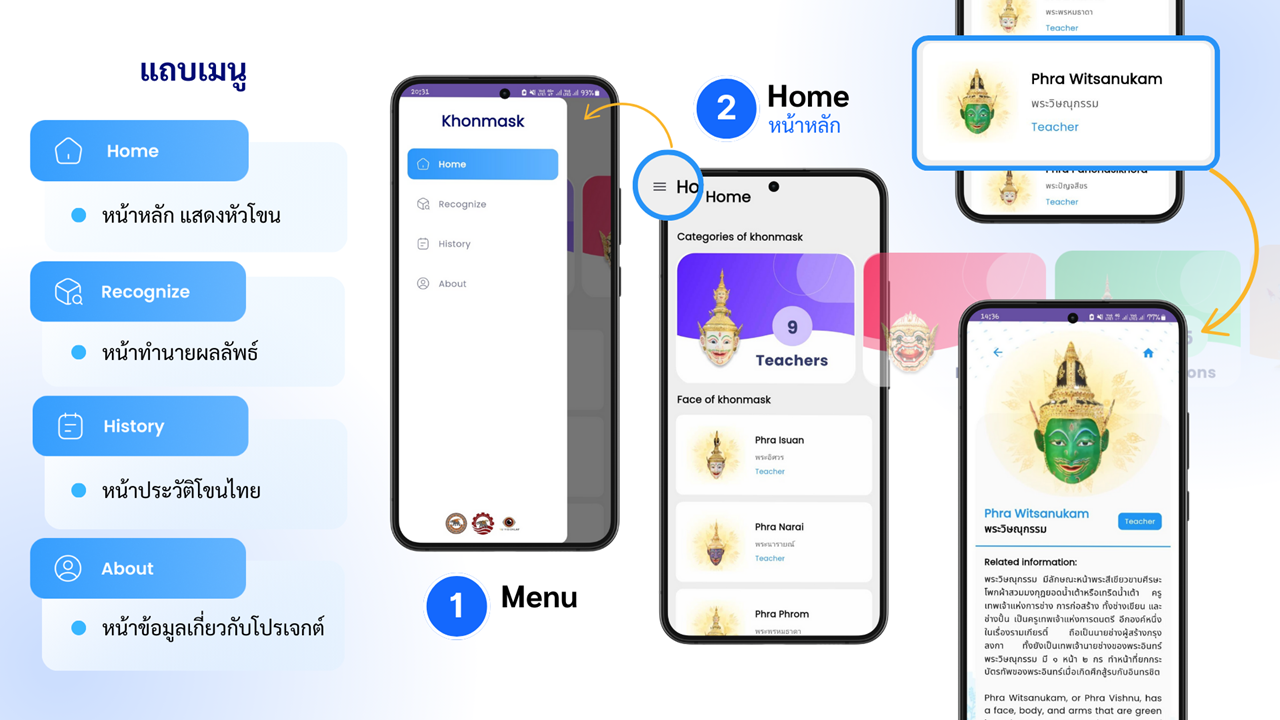 แถบเมนู
Home
หน้าหลัก แสดงหัวโขน
Recognize
หน้าทำนายผลลัพธ์
History
หน้าประวัติโขนไทย
About
หน้าข้อมูลเกี่ยวกับโปรเจกต์
20:31
93%
Khonmask
Home
Recognize
History
About
1
Menu
2
Home
หน้าหลัก
Ho
Home
Categories of khonmask
9
Teachers
Face of khonmask
Phra Isuan
พระอิศวร
Teacher
Phra Narai
พระนารายณ์
Teacher
Phra Phrom
พระพรหมธาดา
พระพรหมธาดา
Teacher
Phra Witsanukam
พระวิษณุกรรม
Teacher
พระปัญจสีขร
Teacher
ons
14:36
77%
Phra Witsanukam
พระวิษณุกรรม
Teacher
Related information:
พระวิษณุกรรม มีลักษณะหน้าพระสีเขียวขาบศีรษะ
โพกผ้าสวมมงกุฎยอดน้ำเต้าหรือเทริดน้ำเต้า ครู
เทพเจ้าแห่งการช่าง การก่อสร้าง ทั้งช่างเขียน และ
ช่างปั้น เป็นครูเทพเจ้าแห่งการดนตรี อีกองค์หนึ่ง
ในเรื่องรามเกียรติ์ ถือเป็นนายช่างผู้สร้างกรุง
ลงกา ทั้งยังเป็นเทพเจ้านายช่างของพระอินทร์
พระวิษณุกรรม มี ๑ หน้า ๒ กร ทำหน้าที่ยกกระ
บัตรทัพของพระอินทร์เมื่อเกิดศึกสู้รบกับอินทรชิต
Phra Witsanukam, or Phra Vishnu, has
a face, body, and arms that are green